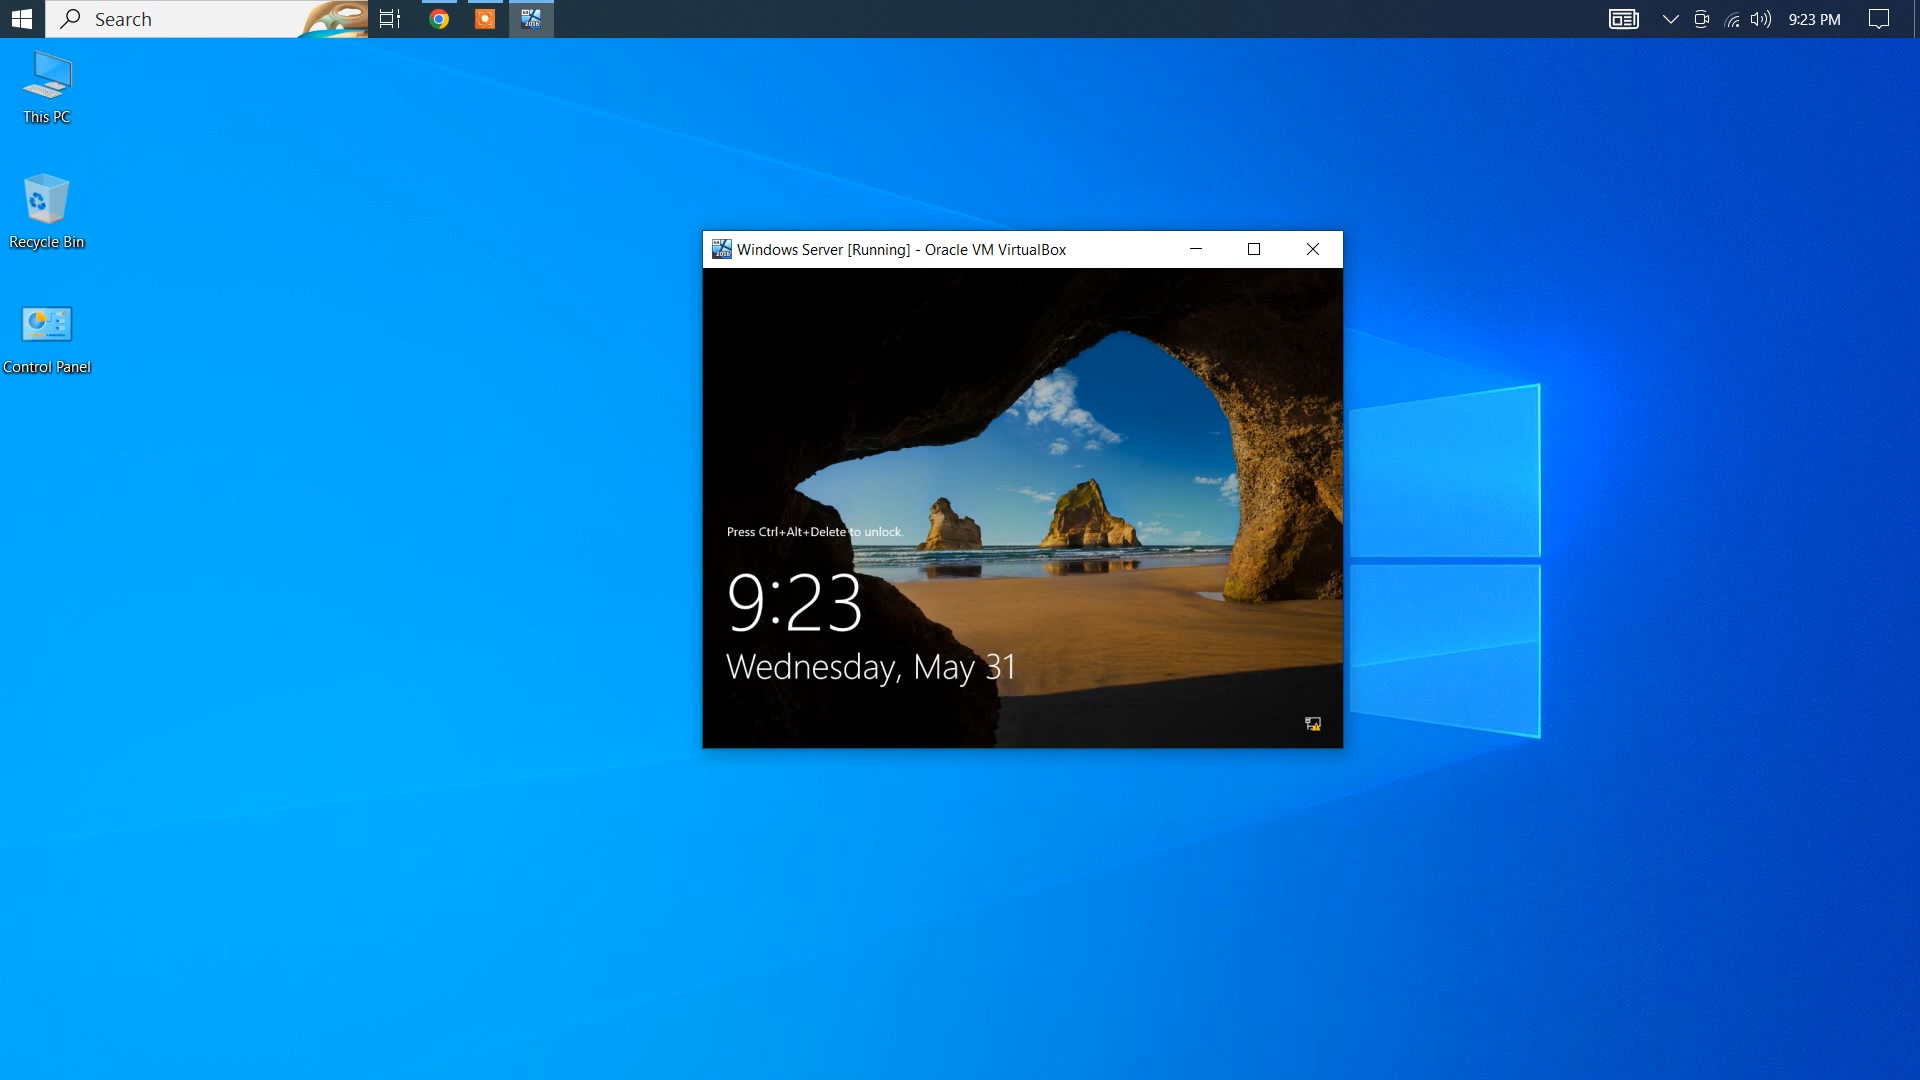 Search
9:23 PM
This PC
Recycle Bin
Control Panel
Windows Server [Running] - Oracle VM VirtualBox
Press Ctrl+Alt+Delete to unlock.
9:23
Wednesday, May 31